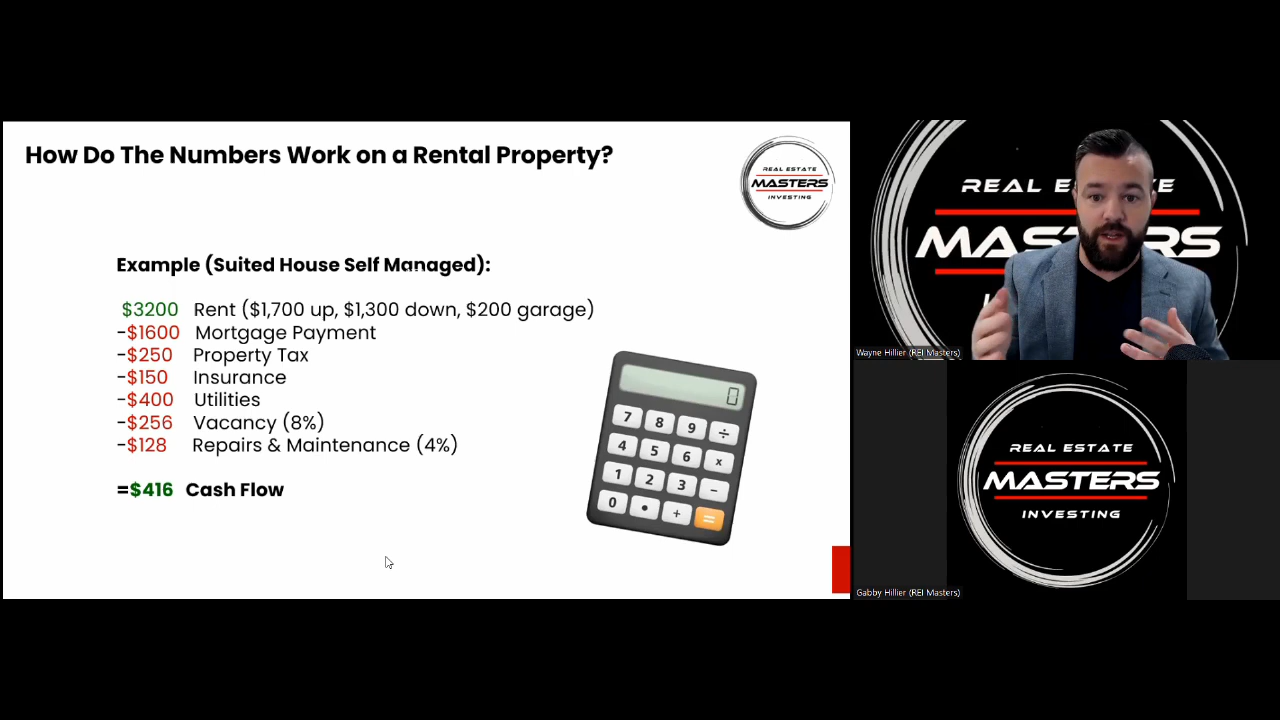 How Do The Numbers Work on a Rental Property?
REAL ESTATE
MASTERS
INVESTING
Example (Suited House Self Managed):
$3200 Rent ($1,700 up, $1,300 down, $200 garage)
-$1600 Mortgage Payment
-$250 Property Tax
-$150 Insurance
-$400 Utilities
-$256 Vacancy (8%)
-$128 Repairs & Maintenance (4%)
=$416 Cash Flow
0
7 8 9 ÷
4 5 6 x
1 2 3 −
0 • + =
REAL
MAS RS
Wayne Hillier (REI Masters)
REAL ESTATE
MASTERS
INVESTING
Gabby Hillier (REI Masters)